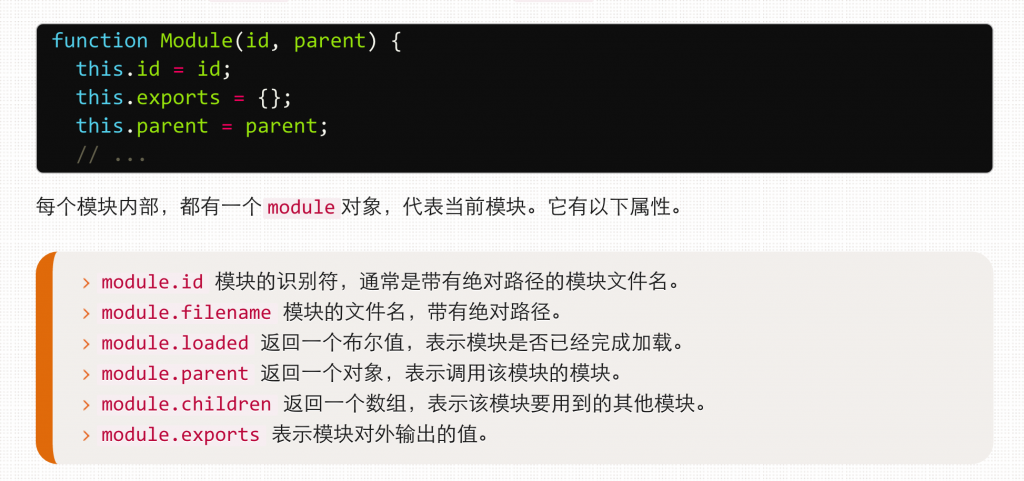 function Module(id, parent) {
  this.id = id;
  this.exports = {};
  this.parent = parent;
  // ...
每个模块内部，都有一个 module 对象，代表当前模块。它有以下属性。
› module.id 模块的识别符，通常是带有绝对路径的模块文件名。
› module.filename 模块的文件名，带有绝对路径。
› module.loaded 返回一个布尔值，表示模块是否已经完成加载。
› module.parent 返回一个对象，表示调用该模块的模块。
› module.children 返回一个数组，表示该模块要用到的其他模块。
› module.exports 表示模块对外输出的值。